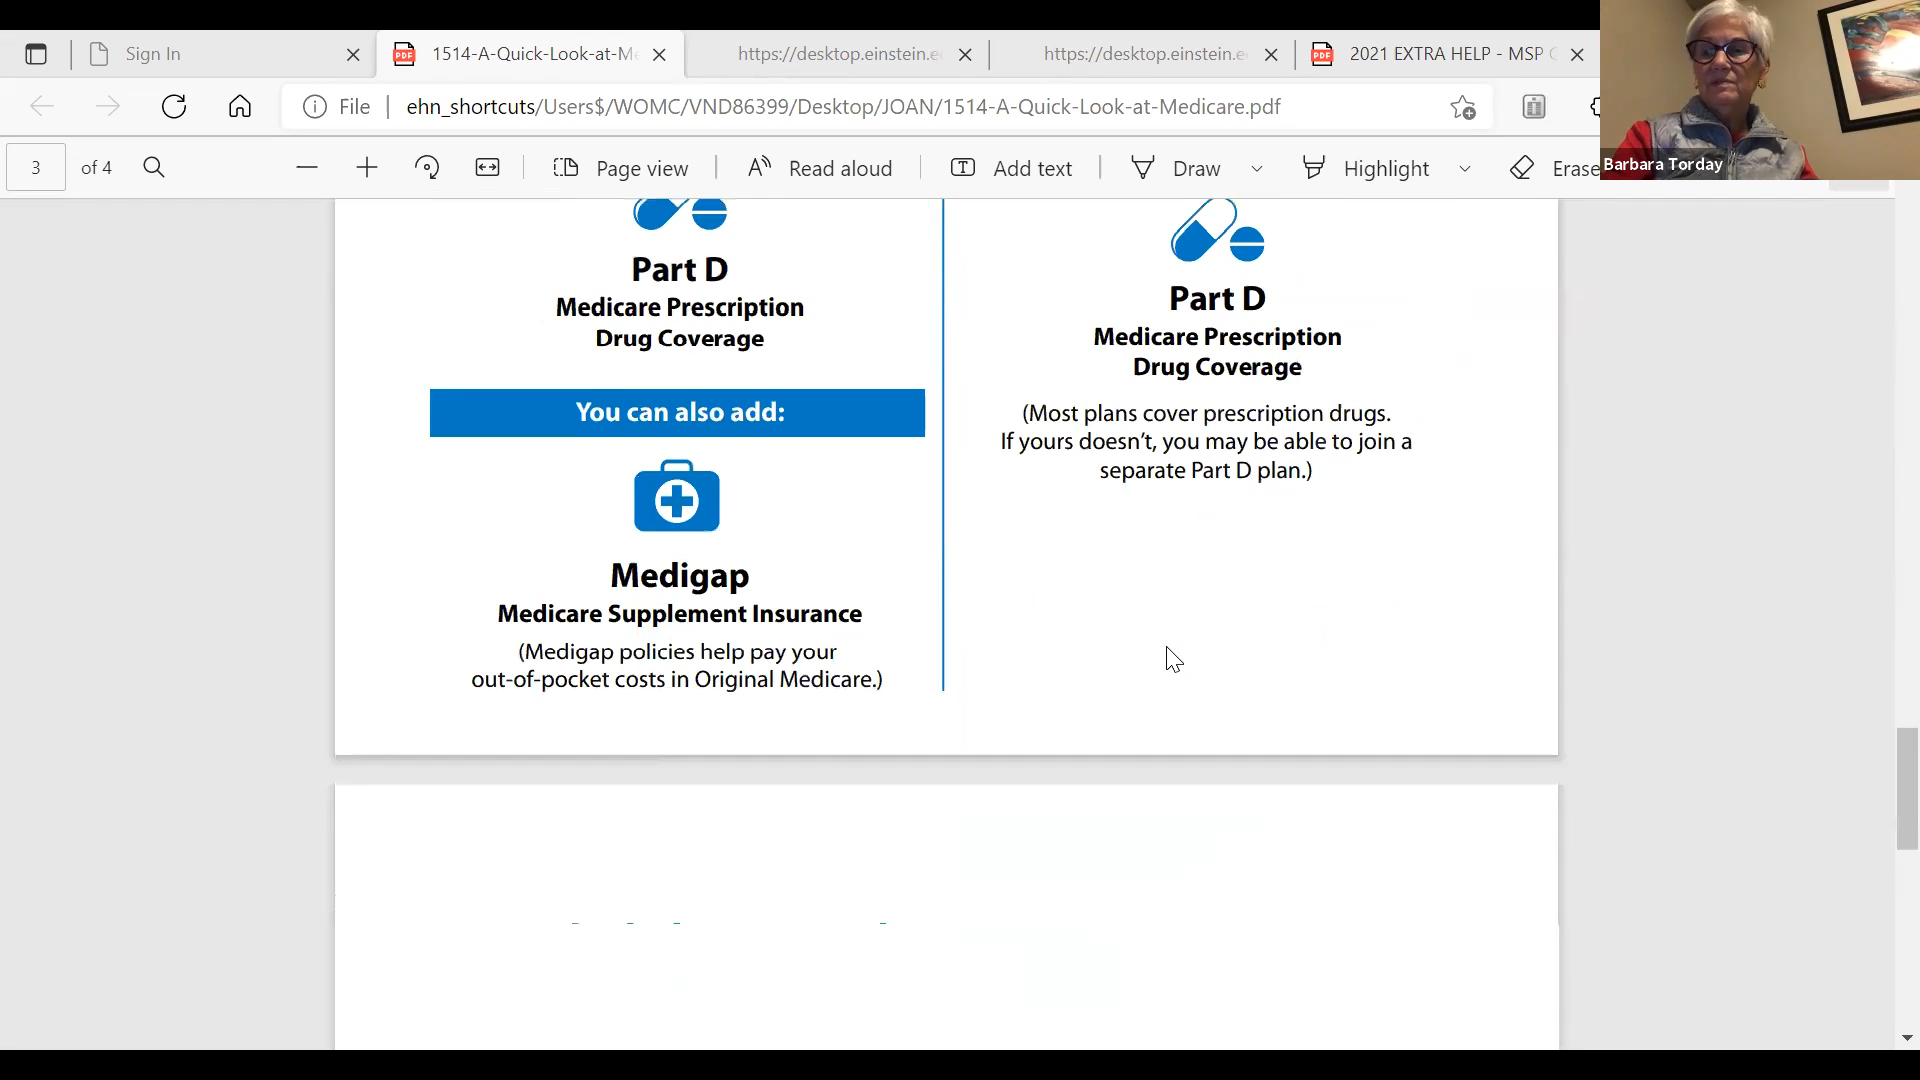 Sign In
1514-A-Quick-Look-at-Me
https://desktop.einstein.e
https://desktop.einstein.e
2021 EXTRA HELP - MSP
File
ehn_shortcuts/Users$/WOMC/VND86399/Desktop/JOAN/1514-A-Quick-Look-at-Medicare.pdf
3 of 4
Page view
Read aloud
Add text
Draw
Highlight
Erase
Barbara Torday
Part D
Medicare Prescription
Drug Coverage
You can also add:
Medigap
Medicare Supplement Insurance
(Medigap policies help pay your
out-of-pocket costs in Original Medicare.)
Part D
Medicare Prescription
Drug Coverage
(Most plans cover prescription drugs.
If yours doesn't, you may be able to join a
separate Part D plan.)